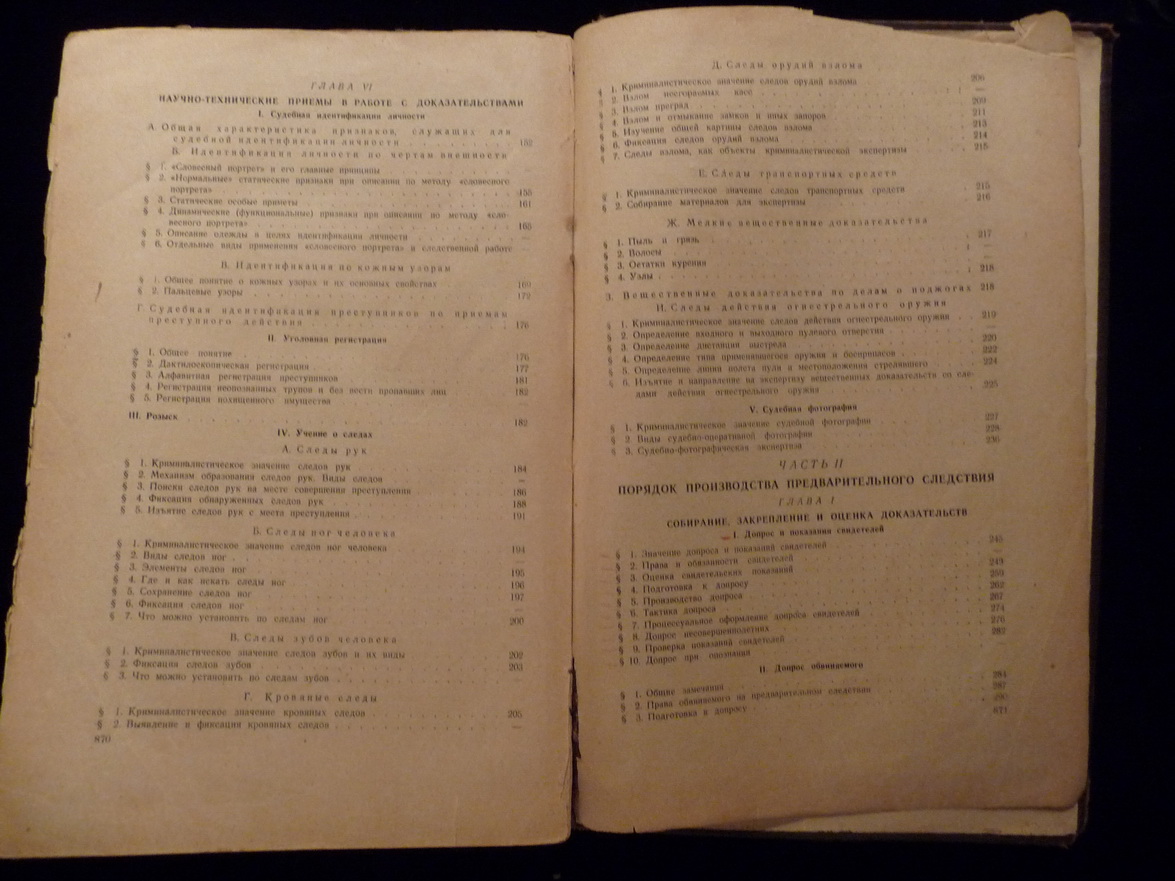 ГЛАВА VI
НАУЧНО-ТЕХНИЧЕСКИЕ ПРИЕМЫ В РАБОТЕ С ДОКАЗАТЕЛЬСТВАМИ
I. Судебная идентификация личности
А. Общая характеристика признаков, служащих для
судебной идентификации личности 152
Б. Идентификация личности по чертам внешности
§ 1. «Словесный портрет» и его главные принципы —
§ 2. «Нормальные» статические признаки при описании по методу «словесного
портрета» 155
§ 3. Статические особые приметы 161
§ 4. Динамические (функциональные) признаки при описании по методу «сло-
весного портрета» 165
§ 5. Описание одежды в целях идентификации личности —
§ 6. Отдельные виды применения «словесного портрета» в следственной работе —
В. Идентификация по кожным узорам
§ 1. Общее понятие о кожных узорах и их основных свойствах 169
§ 2. Пальцевые узоры 172
Г. Судебная идентификация преступников по приемам
преступного действия 175
II. Уголовная регистрация
§ 1. Общее понятие 176
§ 2. Дактилоскопическая регистрация 177
§ 3. Алфавитная регистрация преступников 181
§ 4. Регистрация неопознанных трупов и без вести пропавших лиц 182
§ 5. Регистрация похищенного имущества —
III. Розыск 182
IV. Учение о следах
А. Следы рук
§ 1. Криминалистическое значение следов рук 184
§ 2. Механизм образования следов рук. Виды следов —
§ 3. Поиски следов рук на месте совершения преступления 186
§ 4. Фиксация обнаруженных следов рук 188
§ 5. Изъятие следов рук с места преступления 191
Б. Следы ног человека
§ 1. Криминалистическое значение следов ног человека 194
§ 2. Виды следов ног —
§ 3. Элементы следов ног 195
§ 4. Где и как искать следы ног 196
§ 5. Сохранение следов ног 197
§ 6. Фиксация следов ног —
§ 7. Что можно установить по следам ног 200
В. Следы зубов человека
§ 1. Криминалистическое значение следов зубов и их виды 202
§ 2. Фиксация следов зубов 203
§ 3. Что можно установить по следам зубов —
Г. Кровяные следы
§ 1. Криминалистическое значение кровяных следов 205
§ 2. Выявление и фиксация кровяных следов —
870
Д. Следы орудий взлома
§ 1. Криминалистическое значение следов орудий взлома 206
§ 2. Взлом несгораемых касс —
§ 3. Взлом преград 209
§ 4. Взлом и отмыкание замков и иных запоров 211
§ 5. Изучение общей картины следов взлома 213
§ 6. Фиксация следов орудий взлома 214
§ 7. Следы взлома, как объекты криминалистической экспертизы 215
Е. Следы транспортных средств
§ 1. Криминалистическое значение следов транспортных средств 215
§ 2. Собирание материалов для экспертизы 216
Ж. Мелкие вещественные доказательства
§ 1. Пыль и грязь 217
§ 2. Волосы —
§ 3. Остатки курения —
§ 4. Узлы 218
З. Вещественные доказательства по делам о поджогах 218
И. Следы действия огнестрельного оружия
§ 1. Криминалистическое значение следов действия огнестрельного оружия 219
§ 2. Определение входного и выходного пулевого отверстия —
§ 3. Определение дистанции выстрела 220
§ 4. Определение типа применявшегося оружия и боеприпасов 222
§ 5. Определение линии полета пули и местоположения стрелявшего 224
§ 6. Изъятие и направление на экспертизу вещественных доказательств со сле-
дами действия огнестрельного оружия 225
V. Судебная фотография
§ 1. Криминалистическое значение судебной фотографии 227
§ 2. Виды судебно-оперативной фотографии 228
§ 3. Судебно-фотографическая экспертиза 236
ЧАСТЬ II
ПОРЯДОК ПРОИЗВОДСТВА ПРЕДВАРИТЕЛЬНОГО СЛЕДСТВИЯ
ГЛАВА I
СОБИРАНИЕ, ЗАКРЕПЛЕНИЕ И ОЦЕНКА ДОКАЗАТЕЛЬСТВ
I. Допрос и показания свидетелей
§ 1. Значение допроса и показаний свидетелей 245
§ 2. Права и обязанности свидетелей —
§ 3. Оценка свидетельских показаний 249
§ 4. Подготовка к допросу 259
§ 5. Производство допроса 262
§ 6. Тактика допроса 267
§ 7. Процессуальное оформление допроса свидетелей 274
§ 8. Допрос несовершеннолетних 276
§ 9. Проверка показаний свидетелей 282
§ 10. Допрос при опознании
II. Допрос обвиняемого
§ 1. Общие замечания 284
§ 2. Права обвиняемого на предварительном следствии 287
§ 3. Подготовка к допросу 290
871